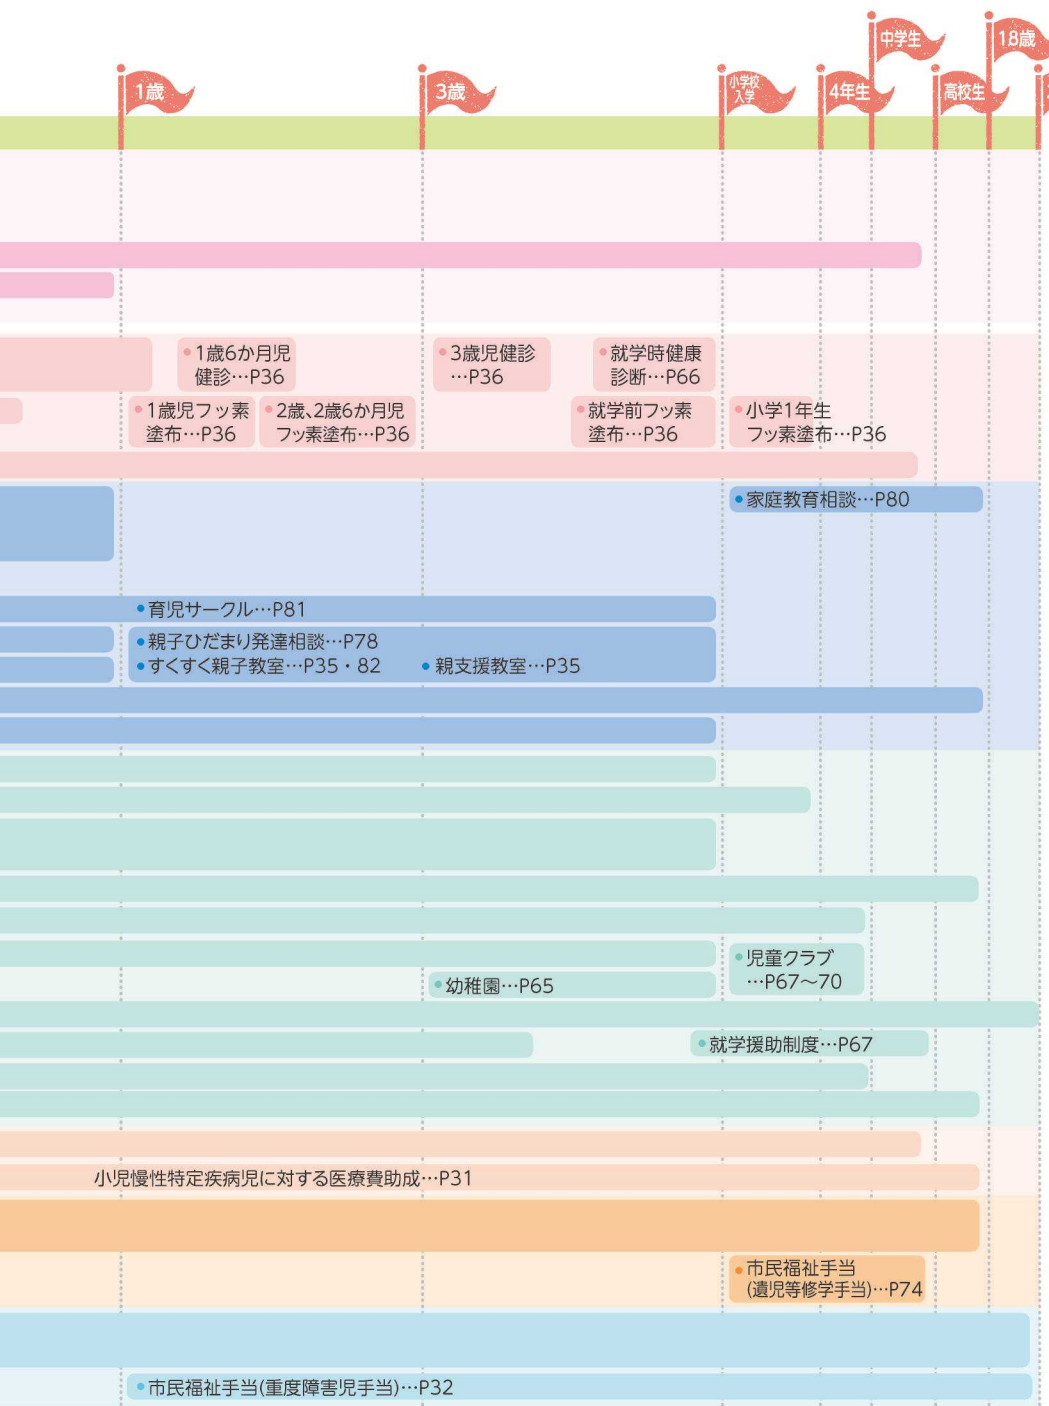 中学生
18歳
1歳
3歳
小学校
入学
4年生
高校生
•1歳6か月児
健診…P36
•3歳児健診
…P36
•就学時健康
診断…P66
•1歳児フッ素
塗布…P36
•2歳、2歳6か月児
フッ素塗布…P36
•就学前フッ素
塗布…P36
•小学1年生
フッ素塗布…P36
•家庭教育相談…P80
•育児サークル…P81
•親子ひだまり発達相談…P78
•すくすく親子教室…P35・82
•親支援教室…P35
•児童クラブ
…P67〜70
•幼稚園…P65
•就学援助制度…P67
小児慢性特定疾病児に対する医療費助成…P31
•市民福祉手当
(遺児等修学手当)…P74
•市民福祉手当(重度障害児手当)…P32